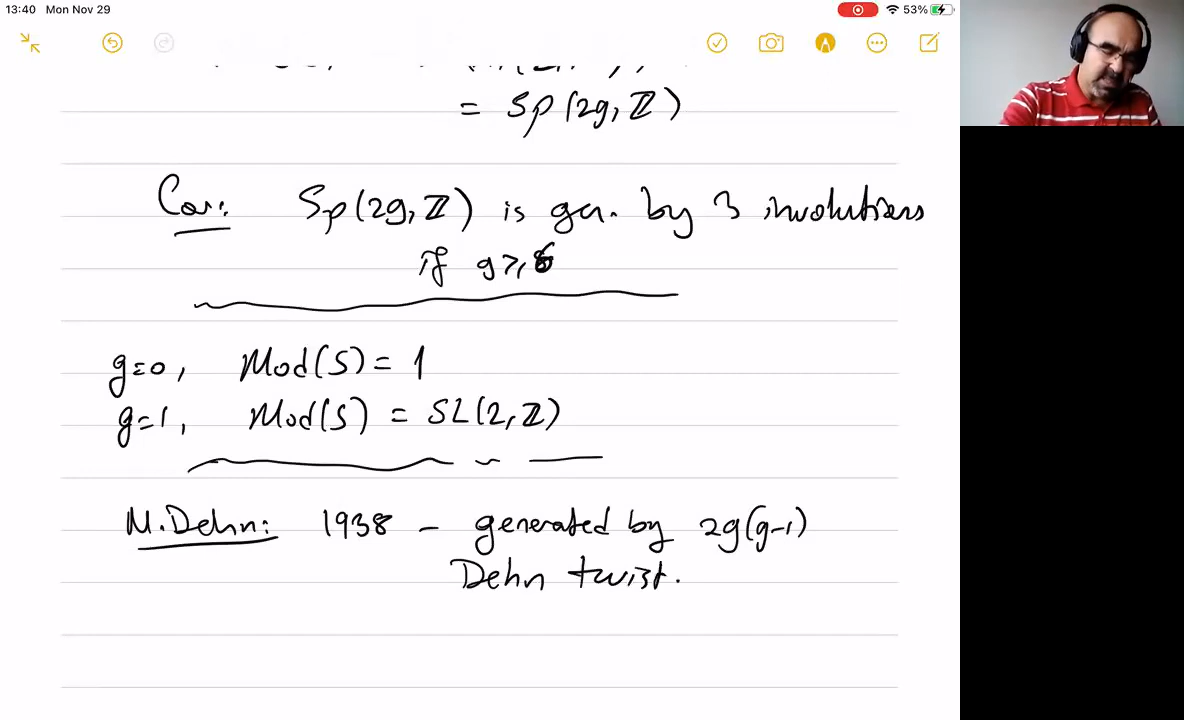 13:40 Mon Nov 29
53%
= Sp(2g, ℤ)
Cor: Sp(2g, ℤ) is gen. by 3 involutions
if g ≥ 6
g=0, Mod(S) = 1
g=1, Mod(S) = SL(2, ℤ)
M. Dehn: 1938 - generated by 2g(g-1)
Dehn twist.